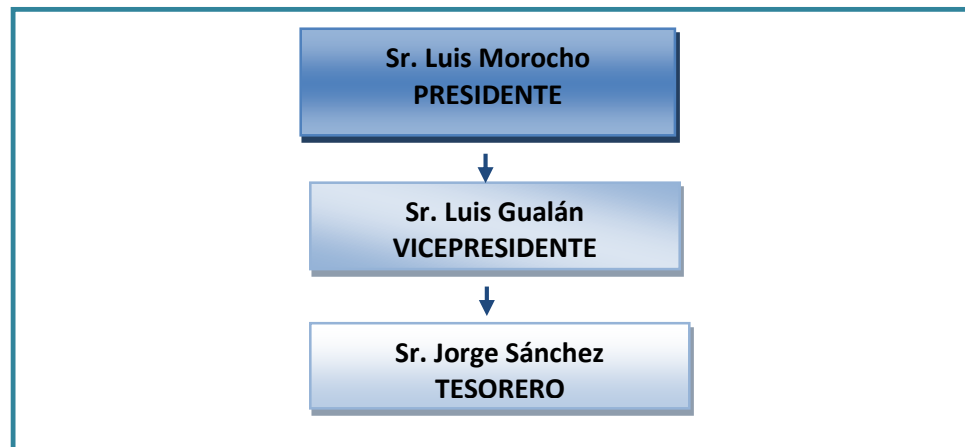 Sr. Luis Morocho
PRESIDENTE
Sr. Luis Gualán
VICEPRESIDENTE
Sr. Jorge Sánchez
TESORERO